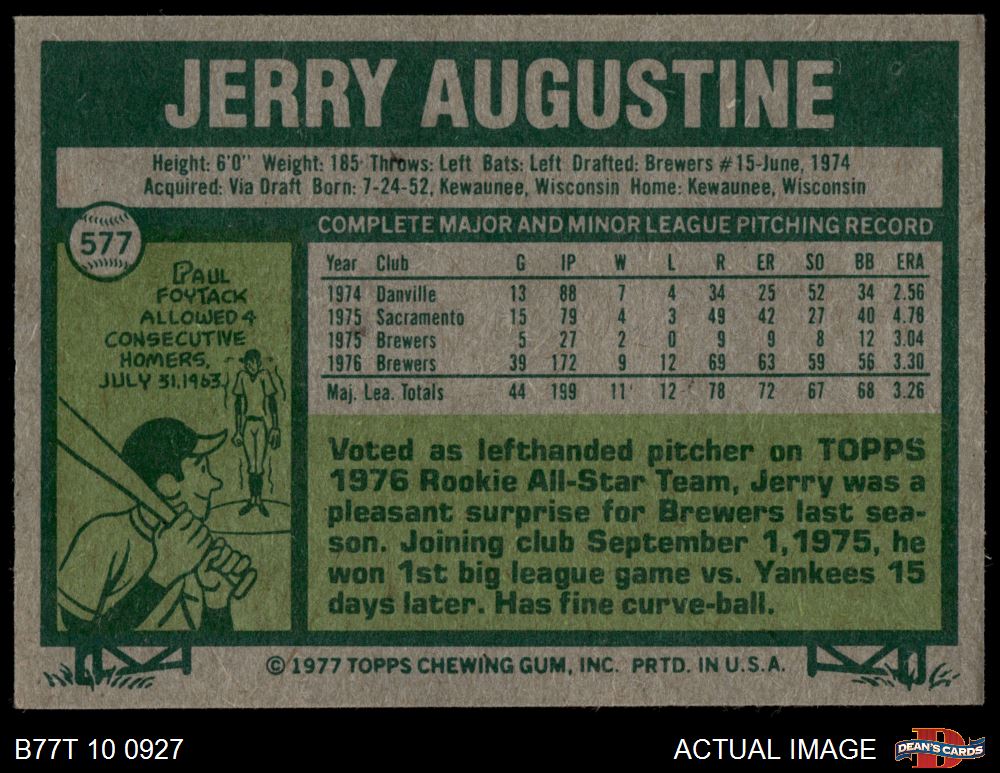 JERRY AUGUSTINE
Height: 6'0" Weight: 185 Throws: Left Bats: Left Drafted: Brewers #15-June, 1974
Acquired: Via Draft Born: 7-24-52, Kewaunee, Wisconsin Home: Kewaunee, Wisconsin
577
PAUL
FOYTACK
ALLOWED 4
CONSECUTIVE
HOMERS,
JULY 31, 1963.
COMPLETE MAJOR AND MINOR LEAGUE PITCHING RECORD
Year Club G IP W L R ER SO BB ERA
1974 Danville 13 88 7 4 34 25 52 34 2.56
1975 Sacramento 15 79 4 3 49 42 27 40 4.78
1975 Brewers 5 27 2 0 9 9 8 12 3.04
1976 Brewers 39 172 9 12 69 63 59 56 3.30
Maj. Lea. Totals 44 199 11 12 78 72 67 68 3.26
Voted as lefthanded pitcher on TOPPS
1976 Rookie All-Star Team, Jerry was a
pleasant surprise for Brewers last sea-
son. Joining club September 1, 1975, he
won 1st big league game vs. Yankees 15
days later. Has fine curve-ball.
© 1977 TOPPS CHEWING GUM, INC. PRTD. IN U.S.A.
B77T 10 0927
ACTUAL IMAGE
D
DEAN'S CARDS